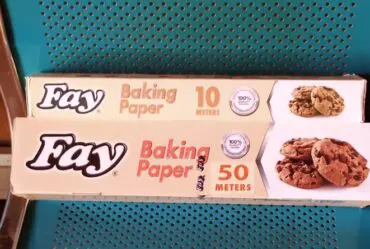 Fay
®
Baking
Paper
10
METERS
100%
Fay
®
Baking
Paper
50
METERS
100%